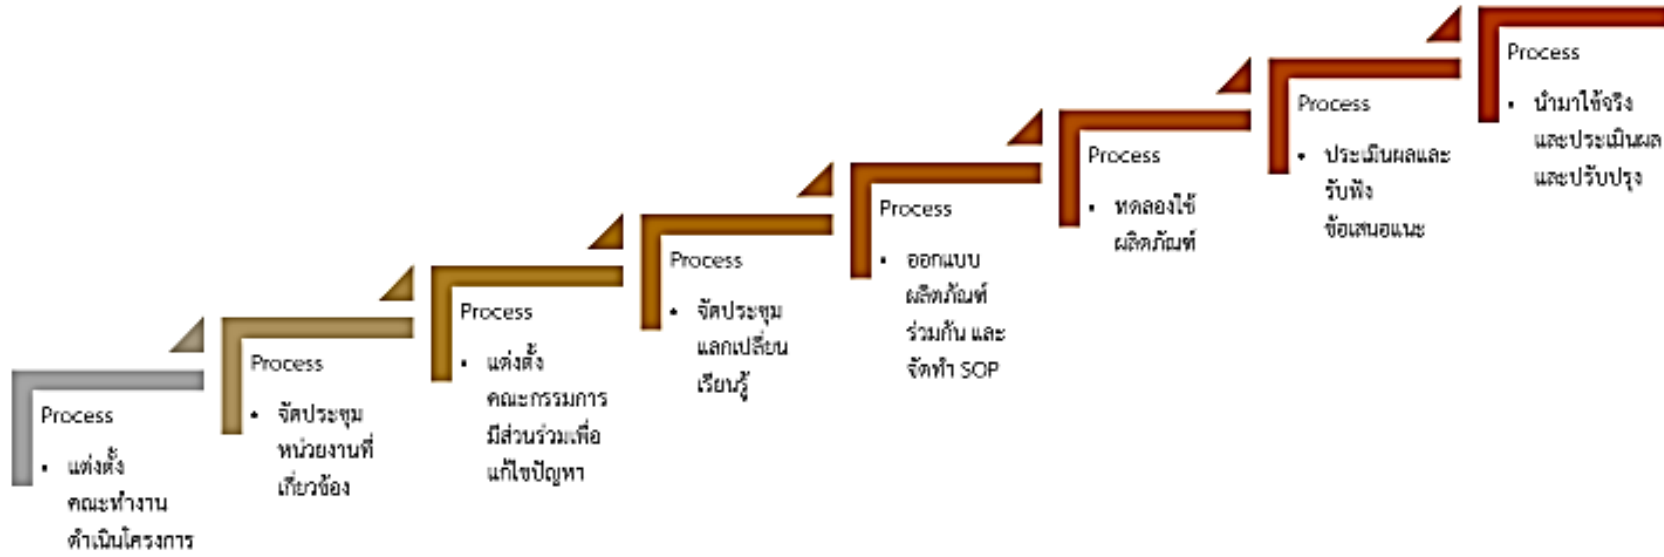 Process
• แต่งตั้ง
คณะทำงาน
ดำเนินโครงการ
Process
• จัดประชุม
หน่วยงานที่
เกี่ยวข้อง
Process
• แต่งตั้ง
คณะกรรมการ
มีส่วนร่วมเพื่อ
แก้ไขปัญหา
Process
• จัดประชุม
แลกเปลี่ยน
เรียนรู้
Process
• ออกแบบ
ผลิตภัณฑ์
ร่วมกัน และ
จัดทำ SOP
Process
• ทดลองใช้
ผลิตภัณฑ์
Process
• ประเมินผลและ
รับฟัง
ข้อเสนอแนะ
Process
• นำมาใช้จริง
และประเมินผล
และปรับปรุง